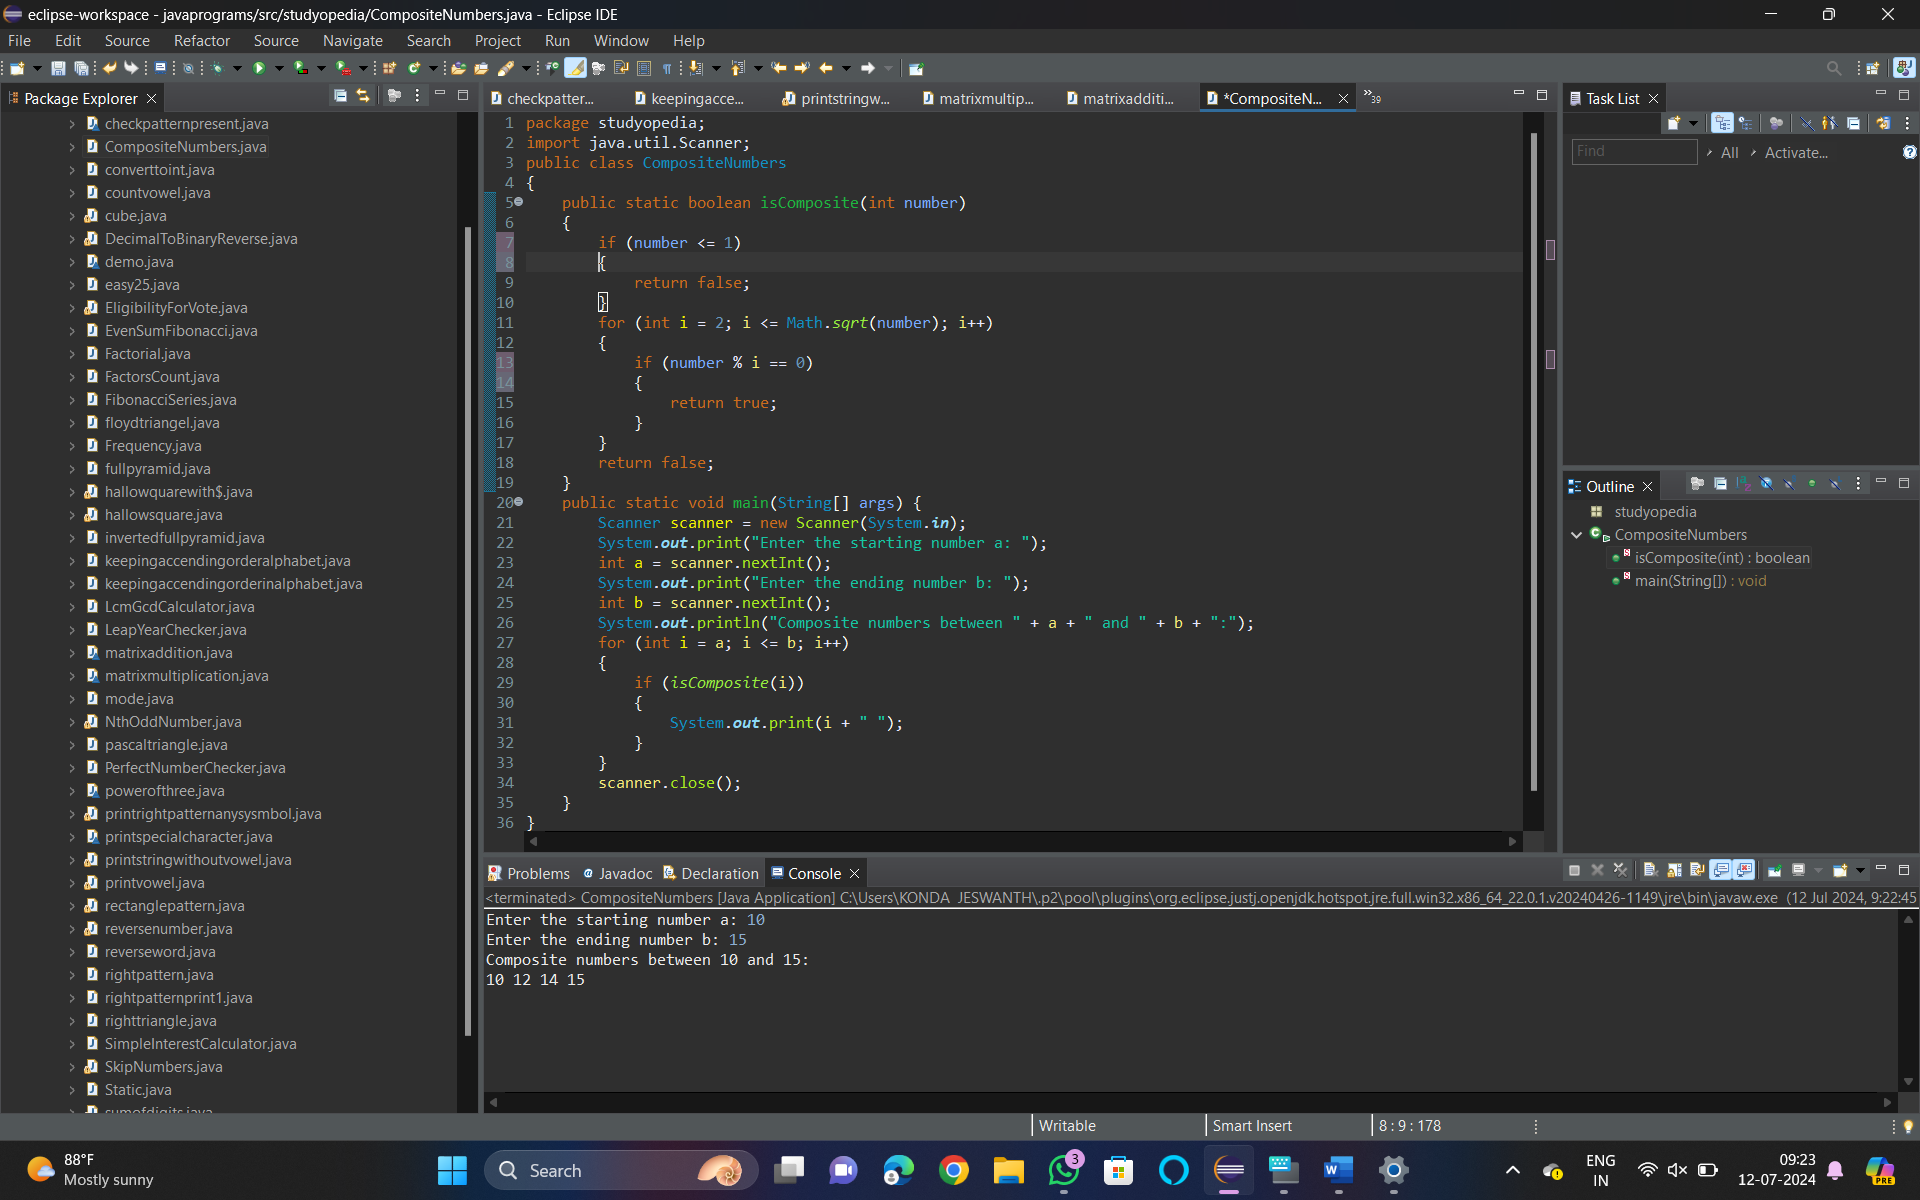 eclipse-workspace - javaprograms/src/studyopedia/CompositeNumbers.java - Eclipse IDE
File Edit Source Refactor Source Navigate Search Project Run Window Help
Package Explorer
checkpatternpresent.java
CompositeNumbers.java
converttoint.java
countvowel.java
cube.java
DecimalToBinaryReverse.java
demo.java
easy25.java
EligibilityForVote.java
EvenSumFibonacci.java
Factorial.java
FactorsCount.java
FibonacciSeries.java
floydtriangel.java
Frequency.java
fullpyramid.java
hallowquarewith$.java
hallowsquare.java
invertedfullpyramid.java
keepingaccendingorderalphabet.java
keepingaccendingorderinalphabet.java
LcmGcdCalculator.java
LeapYearChecker.java
matrixaddition.java
matrixmultiplication.java
mode.java
NthOddNumber.java
pascaltriangle.java
PerfectNumberChecker.java
powerofthree.java
printrightpatternanysysmbol.java
printspecialcharacter.java
printstringwithoutvowel.java
printvowel.java
rectanglepattern.java
reversenumber.java
reverseword.java
rightpattern.java
rightpatternprint1.java
righttriangle.java
SimpleInterestCalculator.java
SkipNumbers.java
Static.java
sumofdigits.java
checkpatter... keepingacce... printstringw... matrixmultip... matrixadditi... *CompositeN... 39
1 package studyopedia;
2 import java.util.Scanner;
3 public class CompositeNumbers
4 {
5     public static boolean isComposite(int number)
6     {
7         if (number <= 1)
8         {
9             return false;
10         }
11         for (int i = 2; i <= Math.sqrt(number); i++)
12         {
13             if (number % i == 0)
14             {
15                 return true;
16             }
17         }
18         return false;
19     }
20     public static void main(String[] args) {
21         Scanner scanner = new Scanner(System.in);
22         System.out.print("Enter the starting number a: ");
23         int a = scanner.nextInt();
24         System.out.print("Enter the ending number b: ");
25         int b = scanner.nextInt();
26         System.out.println("Composite numbers between " + a + " and " + b + ":");
27         for (int i = a; i <= b; i++)
28         {
29             if (isComposite(i))
30             {
31                 System.out.print(i + " ");
32             }
33         }
34         scanner.close();
35     }
36 }
Task List
Find All Activate...
Outline
studyopedia
CompositeNumbers
isComposite(int) : boolean
main(String[]) : void
Problems Javadoc Declaration Console
<terminated> CompositeNumbers [Java Application] C:\Users\KONDA JESWANTH\.p2\pool\plugins\org.eclipse.justj.openjdk.hotspot.jre.full.win32.x86_64_22.0.1.v20240426-1149\jre\bin\javaw.exe (12 Jul 2024, 9:22:45
Enter the starting number a: 10
Enter the ending number b: 15
Composite numbers between 10 and 15:
10 12 14 15
Writable Smart Insert 8 : 9 : 178
88°F
Mostly sunny
Search
3
ENG
IN
09:23
12-07-2024
PRE